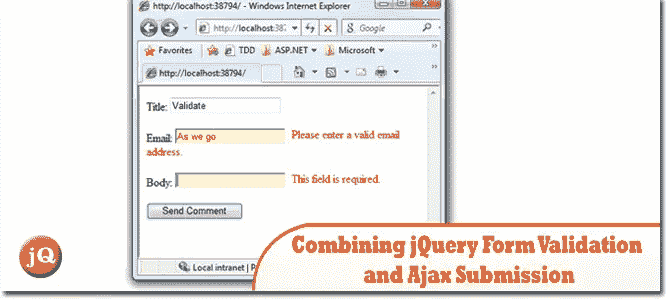 http://localhost:38794/ - Windows Internet Explorer
http://localhost:38
Google
Favorites TDD ASP.NET Microsoft
http://localhost:38794/
Title: Validate
Email: As we go Please enter a valid email
address.
Body: This field is required.
Send Comment
Local intranet | P
jQ
Combining jQuery Form Validation
and Ajax Submission